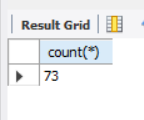 Result Grid
count(*)
73